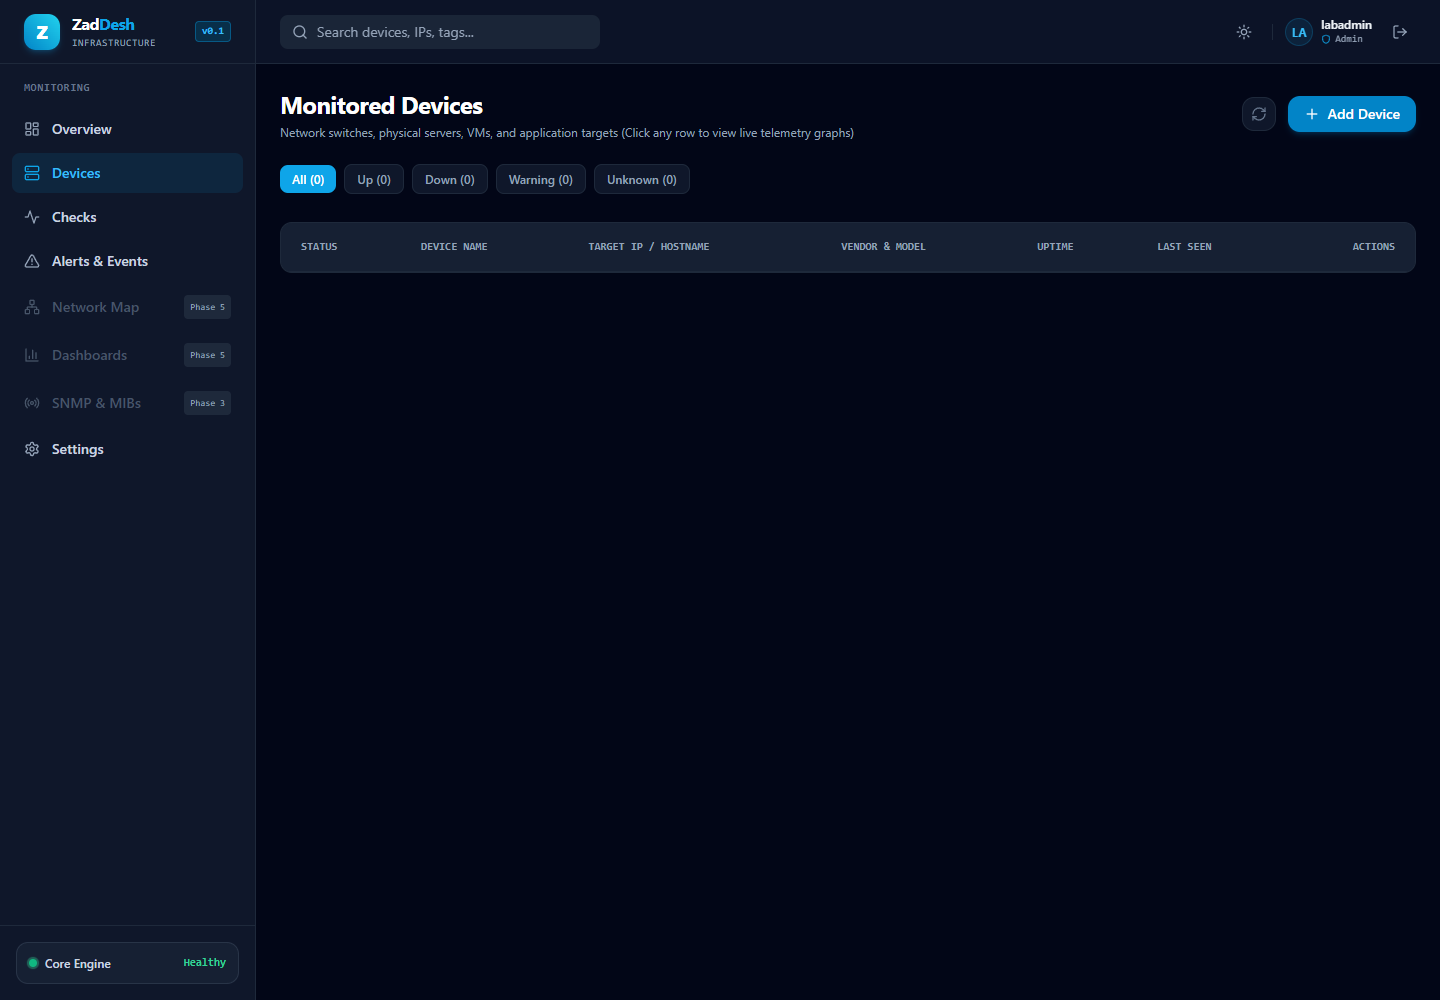 Z
ZadDesh
INFRASTRUCTURE
v0.1
Search devices, IPs, tags...
LA
labadmin
Admin
MONITORING
Overview
Devices
Checks
Alerts & Events
Network Map
Phase 5
Dashboards
Phase 5
SNMP & MIBs
Phase 3
Settings
Core Engine
Healthy
Monitored Devices
Network switches, physical servers, VMs, and application targets (Click any row to view live telemetry graphs)
Add Device
All (0)
Up (0)
Down (0)
Warning (0)
Unknown (0)
STATUS
DEVICE NAME
TARGET IP / HOSTNAME
VENDOR & MODEL
UPTIME
LAST SEEN
ACTIONS